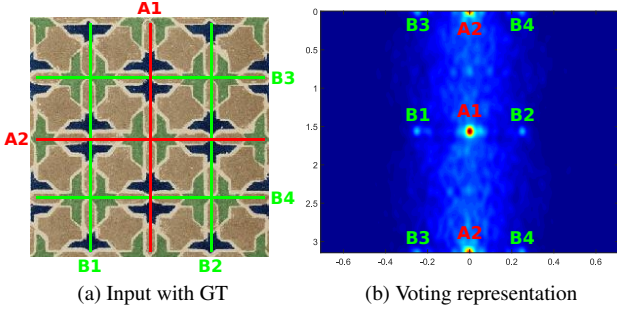 A1
B3
A2
B4
B1 B2
(a) Input with GT
0
0.5
1
1.5
2
2.5
3
B3 A2 B4
B1 A1 B2
B3 A2 B4
-0.6 -0.4 -0.2 0 0.2 0.4 0.6
(b) Voting representation